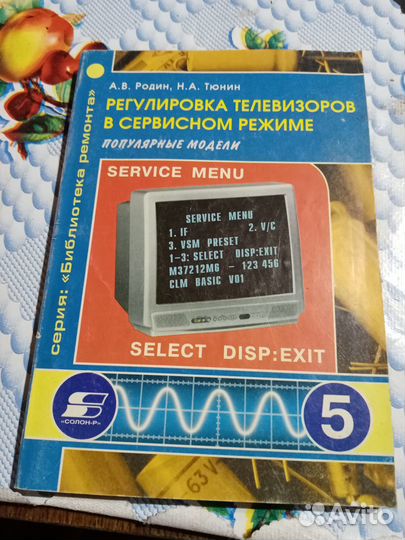 А.В. Родин, Н.А. Тюнин
РЕГУЛИРОВКА ТЕЛЕВИЗОРОВ
В СЕРВИСНОМ РЕЖИМЕ
ПОПУЛЯРНЫЕ МОДЕЛИ
серия: «Библиотека ремонта»
SERVICE MENU
SERVICE MENU
1. IF 2. V/C
3. VSM PRESET
1-3: SELECT DISP:EXIT
M37212M6 - 123 456
CLM BASIC V01
SELECT DISP:EXIT
«СОЛОН-Р»
5
63V
Avito